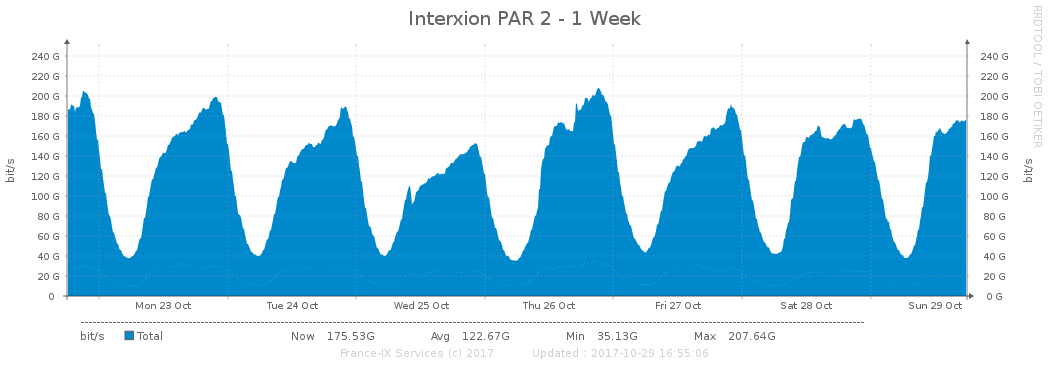 Interxion PAR 2 - 1 Week
RRDTOOL / TOBI OETIKER
240 G 240 G
220 G 220 G
200 G 200 G
180 G 180 G
160 G 160 G
140 G 140 G
120 G 120 G
100 G 100 G
80 G 80 G
60 G 60 G
40 G 40 G
20 G 20 G
0 0 G
bit/s bit/s
Mon 23 Oct Tue 24 Oct Wed 25 Oct Thu 26 Oct Fri 27 Oct Sat 28 Oct Sun 29 Oct
bit/s Total Now 175.53G Avg 122.67G Min 35.13G Max 207.64G
France-IX Services (c) 2017 Updated : 2017-10-29 16:55:06